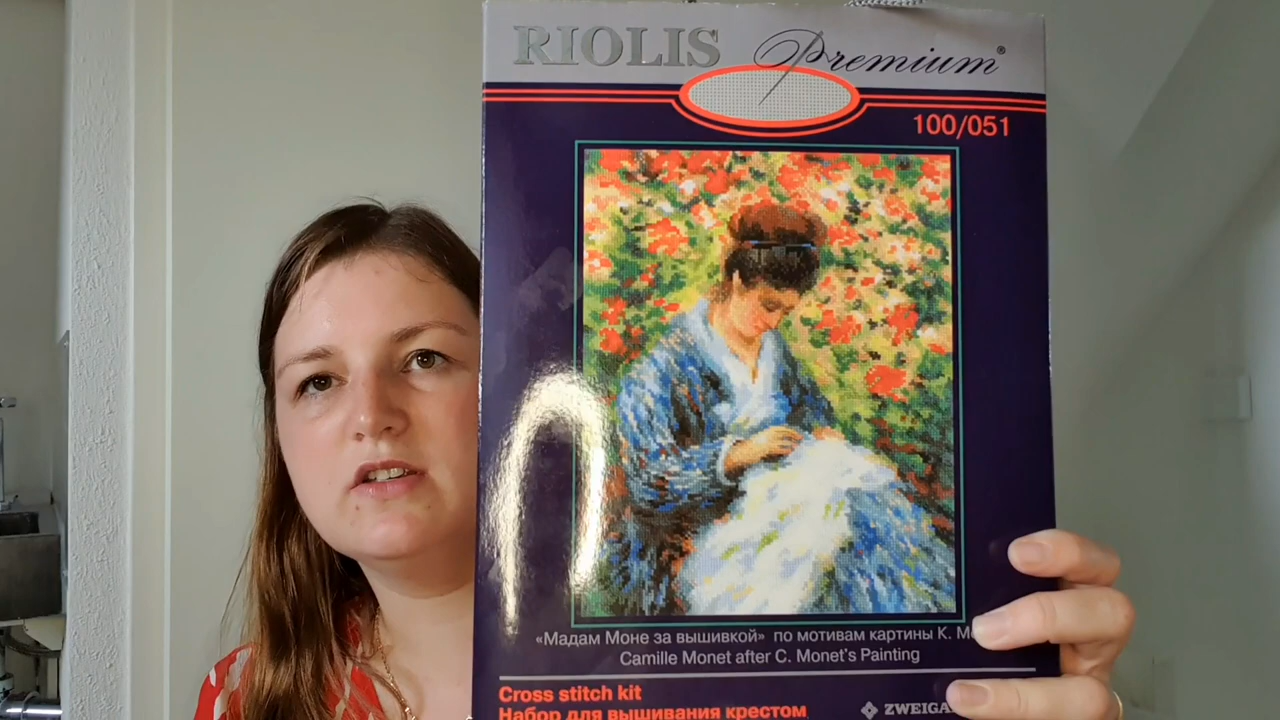 RIOLIS Premium®
100/051
«Мадам Моне за вышивкой» по мотивам картины К.
Camille Monet after C. Monet's Painting
Cross stitch kit
Набор для вышивания крестом